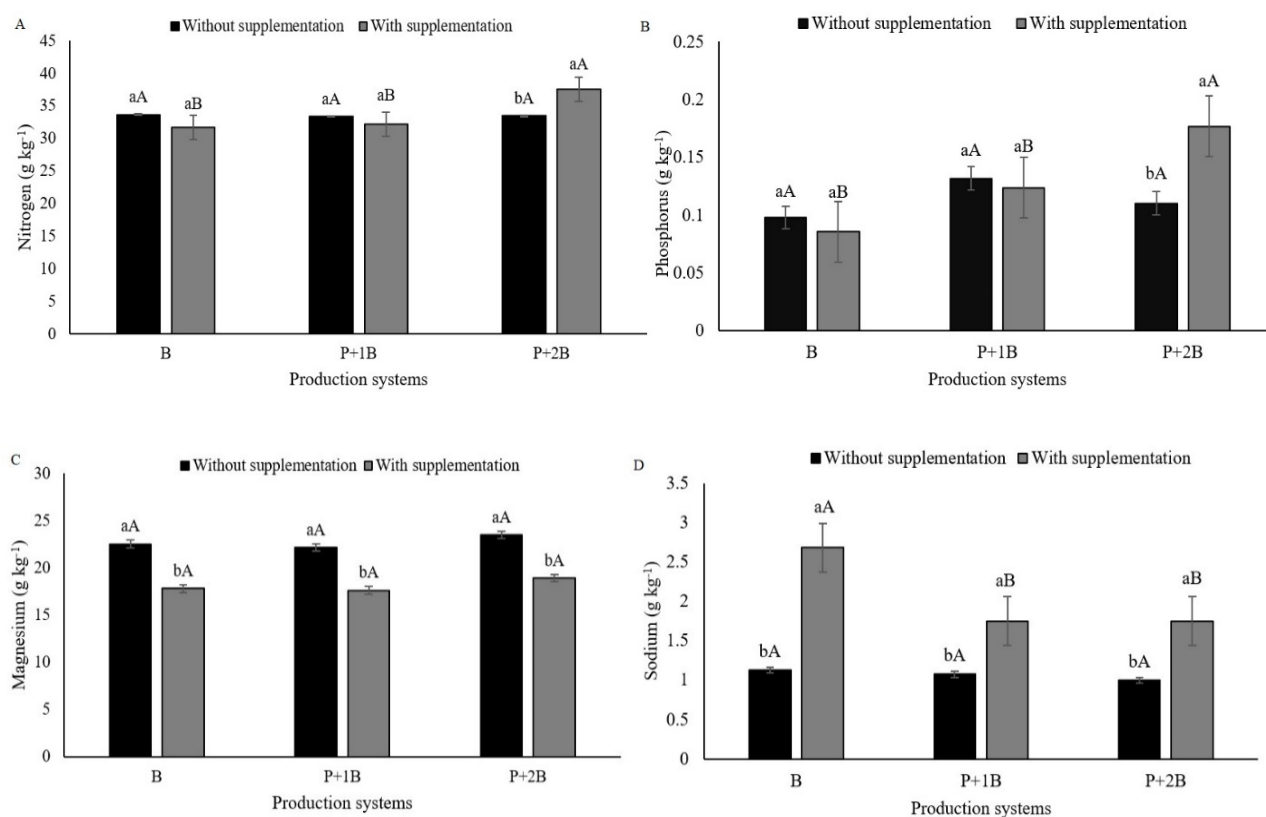 A
Without supplementation With supplementation
45
40
35
30
25
20
15
10
5
0
Nitrogen (g kg⁻¹)
aA aB aA aB bA aA
B P+1B P+2B
Production systems
B
Without supplementation With supplementation
0.25
0.2
0.15
0.1
0.05
0
Phosphorus (g kg⁻¹)
aA aB aA aB bA aA
B P+1B P+2B
Production systems
C
Without supplementation With supplementation
30
25
20
15
10
5
0
Magnesium (g kg⁻¹)
aA bA aA bA aA bA
B P+1B P+2B
Production systems
D
Without supplementation With supplementation
3.5
3
2.5
2
1.5
1
0.5
0
Sodium (g kg⁻¹)
bA aA bA aB bA aB
B P+1B P+2B
Production systems